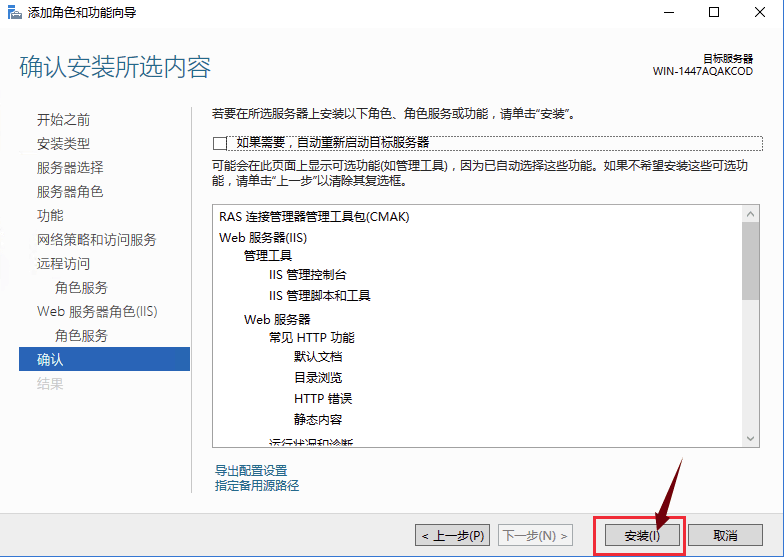 添加角色和功能向导
确认安装所选内容
目标服务器
WIN-1447AQAKCOD
开始之前
安装类型
服务器选择
服务器角色
功能
网络策略和访问服务
远程访问
角色服务
Web 服务器角色(IIS)
角色服务
确认
结果
若要在所选服务器上安装以下角色、角色服务或功能，请单击“安装”。
如果需要，自动重新启动目标服务器
可能会在此页面上显示可选功能(如管理工具)，因为已自动选择这些功能。如果不希望安装这些可选功
能，请单击“上一步”以清除其复选框。
RAS 连接管理器管理工具包(CMAK)
Web 服务器(IIS)
管理工具
IIS 管理控制台
IIS 管理脚本和工具
Web 服务器
常见 HTTP 功能
默认文档
目录浏览
HTTP 错误
静态内容
运行状况和诊断
导出配置设置
指定备用源路径
< 上一步(P)
下一步(N) >
安装(I)
取消